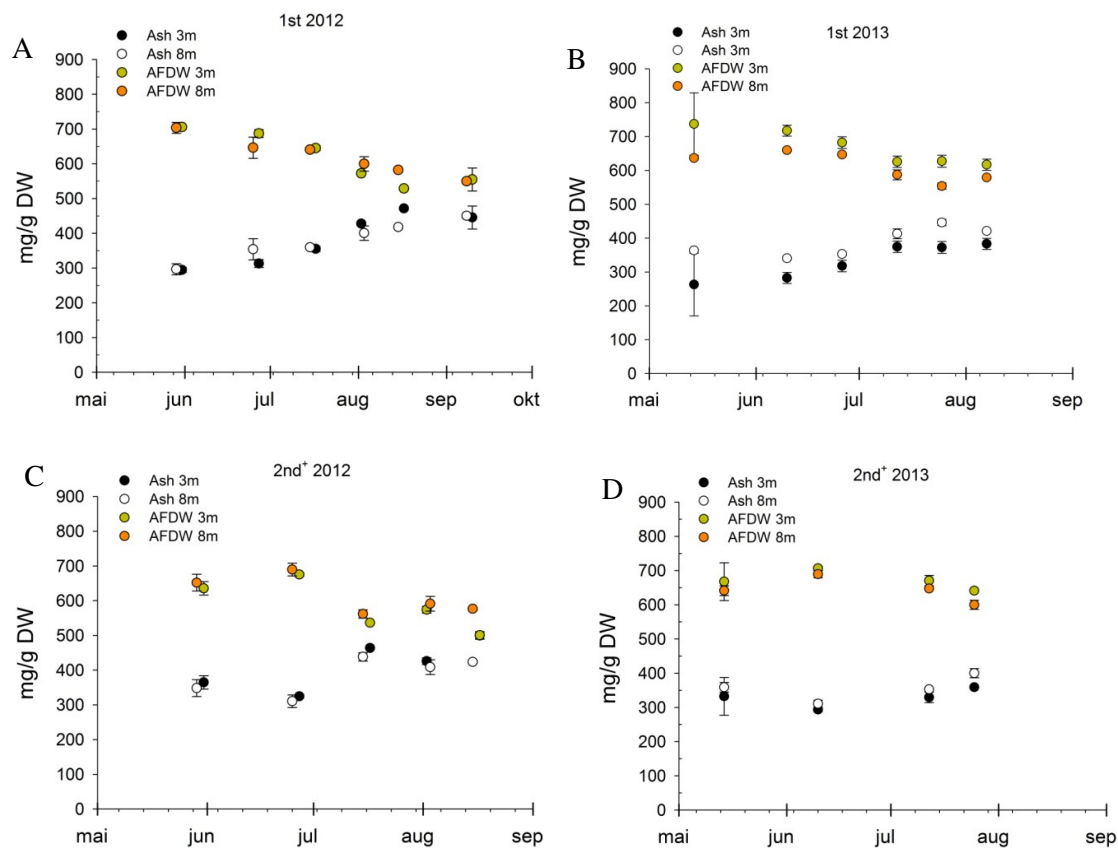 A
1st 2012
Ash 3m
Ash 8m
AFDW 3m
AFDW 8m
900
800
700
600
500
400
300
200
100
0
mg/g DW
mai jun jul aug sep okt
B
1st 2013
Ash 3m
Ash 3m
AFDW 3m
AFDW 8m
900
800
700
600
500
400
300
200
100
0
mg/g DW
mai jun jul aug sep
C
2nd⁺ 2012
Ash 3m
Ash 8m
AFDW 3m
AFDW 8m
900
800
700
600
500
400
300
200
100
0
mg/g DW
mai jun jul aug sep
D
2nd⁺ 2013
Ash 3m
Ash 8m
AFDW 3m
AFDW 8m
900
800
700
600
500
400
300
200
100
0
mg/g DW
mai jun jul aug sep